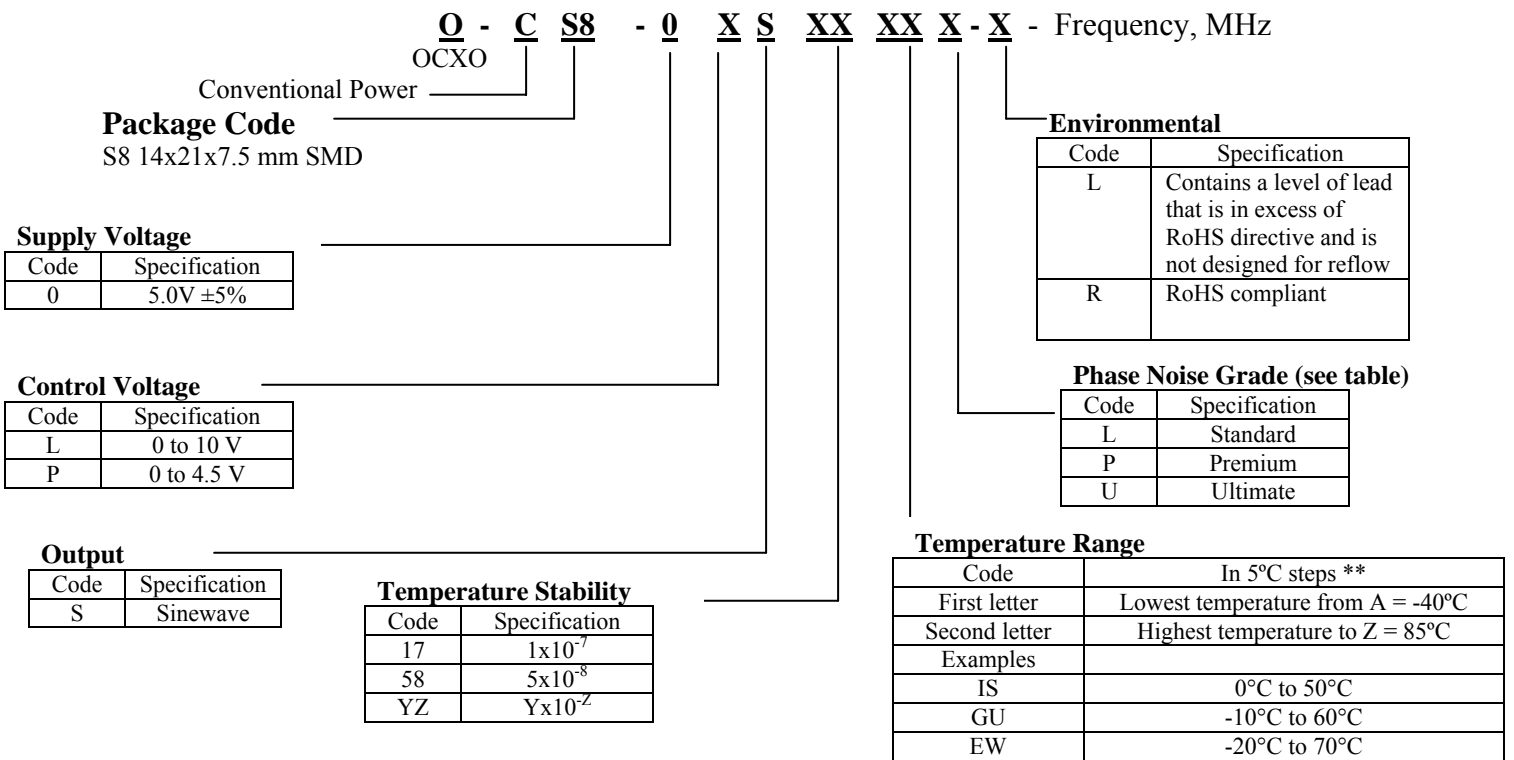 O - C S8 - 0 X S XX XX X - X - Frequency, MHz
OCXO
Conventional Power
Package Code
S8 14x21x7.5 mm SMD
Environmental
Code Specification
L Contains a level of lead
that is in excess of
RoHS directive and is
not designed for reflow
R RoHS compliant
Supply Voltage
Code Specification
0 5.0V ±5%
Control Voltage
Code Specification
L 0 to 10 V
P 0 to 4.5 V
Phase Noise Grade (see table)
Code Specification
L Standard
P Premium
U Ultimate
Output
Code Specification
S Sinewave
Temperature Stability
Code Specification
17 1x10⁻⁷
58 5x10⁻⁸
YZ Yx10⁻ᶻ
Temperature Range
Code In 5ºC steps **
First letter Lowest temperature from A = -40ºC
Second letter Highest temperature to Z = 85ºC
Examples
IS 0°C to 50°C
GU -10°C to 60°C
EW -20°C to 70°C